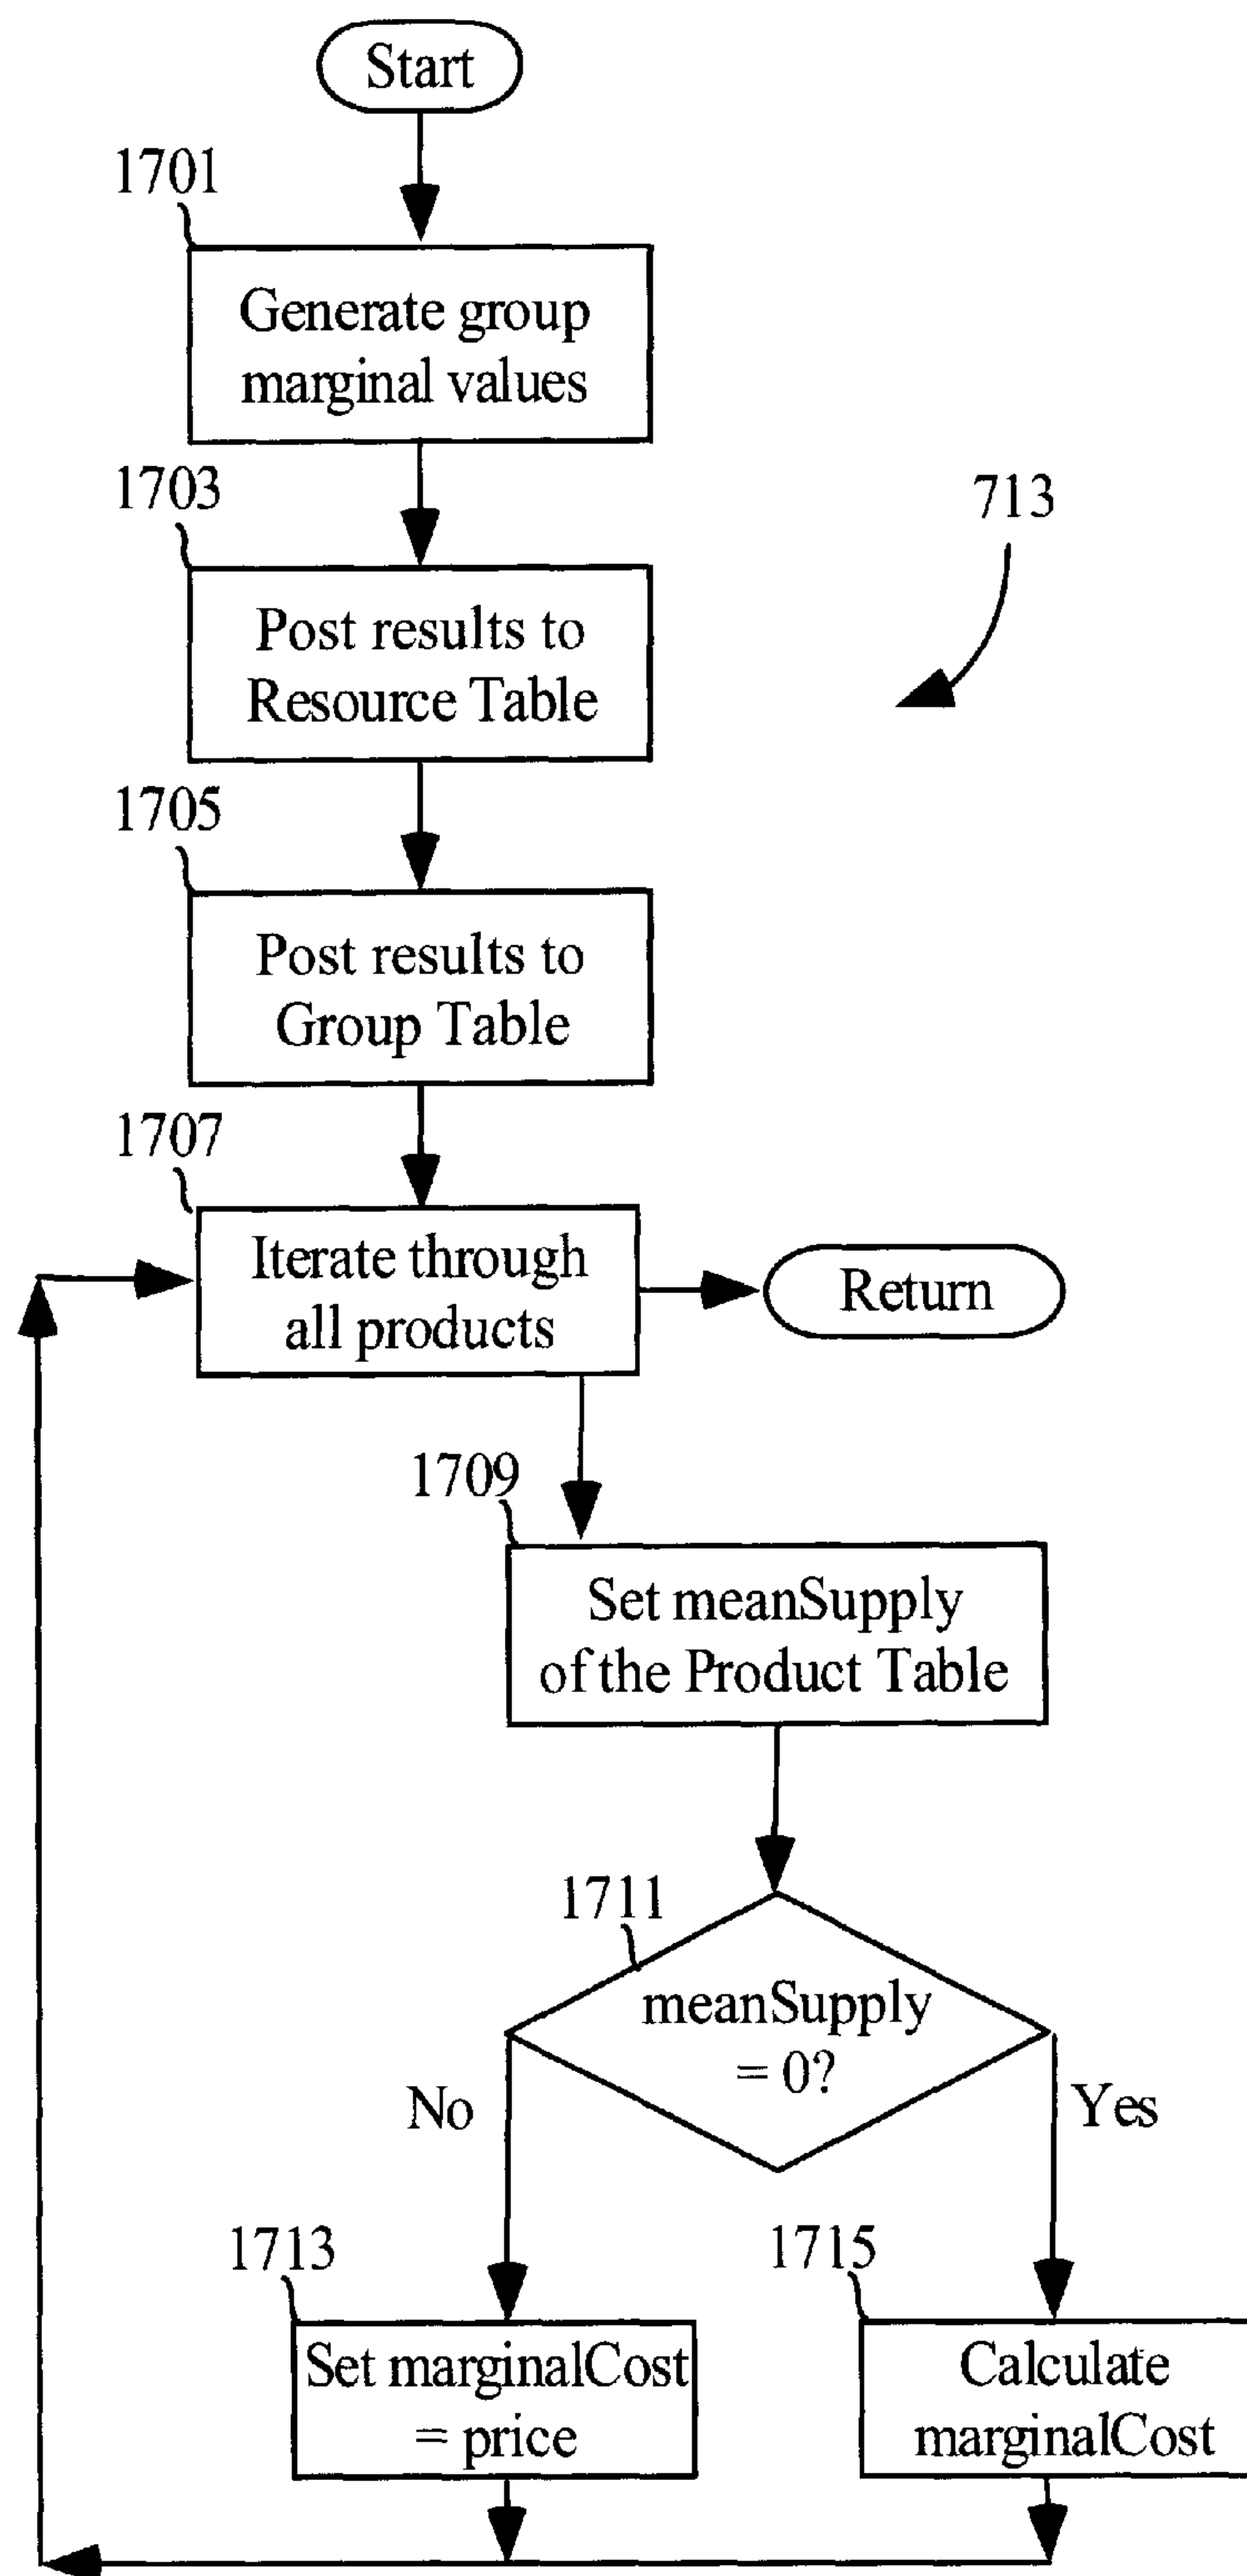 Start
1701
Generate group
marginal values
1703
713
Post results to
Resource Table
1705
Post results to
Group Table
1707
Iterate through
all products
Return
1709
Set meanSupply
of the Product Table
1711
meanSupply
= 0?
No
Yes
1713
1715
Set marginalCost
= price
Calculate
marginalCost